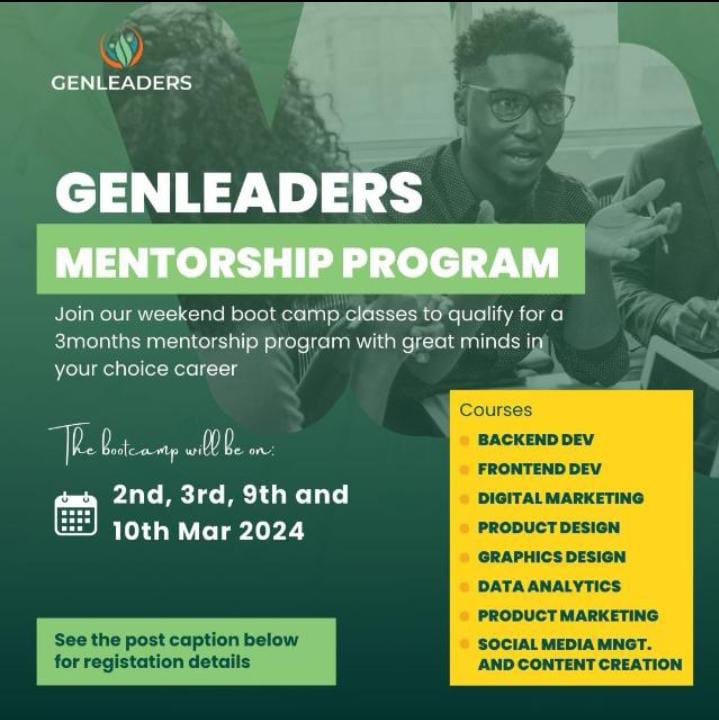 GENLEADERS
GENLEADERS
MENTORSHIP PROGRAM
Join our weekend boot camp classes to qualify for a
3months mentorship program with great minds in
your choice career
The bootcamp will be on:
2nd, 3rd, 9th and
10th Mar 2024
See the post caption below
for registation details
Courses
BACKEND DEV
FRONTEND DEV
DIGITAL MARKETING
PRODUCT DESIGN
GRAPHICS DESIGN
DATA ANALYTICS
PRODUCT MARKETING
SOCIAL MEDIA MNGT.
AND CONTENT CREATION